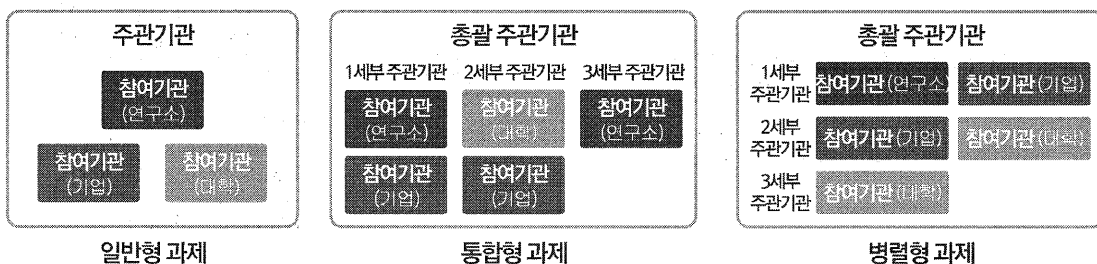 주관기관
참여기관
(연구소)
참여기관
(기업)
참여기관
(대학)
일반형 과제
총괄 주관기관
1세부 주관기관 2세부 주관기관 3세부 주관기관
참여기관
(연구소)
참여기관
(대학)
참여기관
(연구소)
참여기관
(기업)
참여기관
(기업)
통합형 과제
총괄 주관기관
1세부
주관기관
참여기관 (연구소)
참여기관 (기업)
2세부
주관기관
참여기관 (기업)
참여기관 (대학)
3세부
주관기관
참여기관 (대학)
병렬형 과제